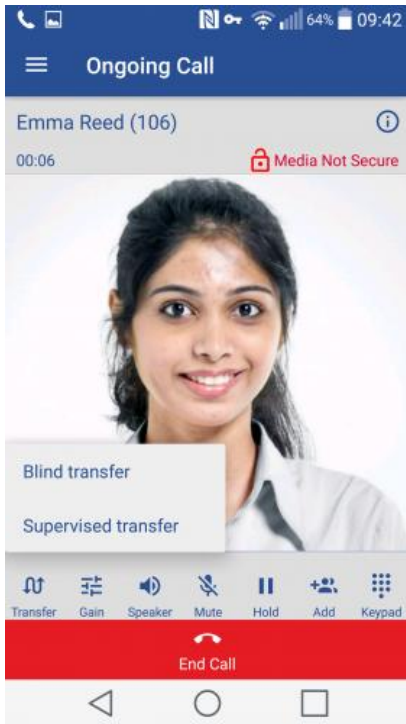 64% 09:42
Ongoing Call
Emma Reed (106)
00:06 Media Not Secure
Blind transfer
Supervised transfer
Transfer Gain Speaker Mute Hold Add Keypad
End Call